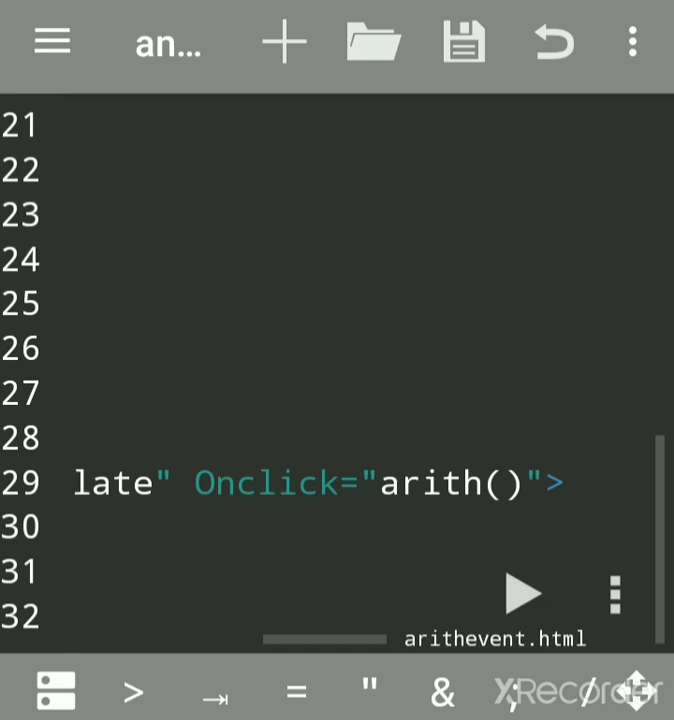 an...
21
22
23
24
25
26
27
28
29 late" Onclick="arith()">
30
31
32
arithevent.html
> →| = " & ; /
XRecorder